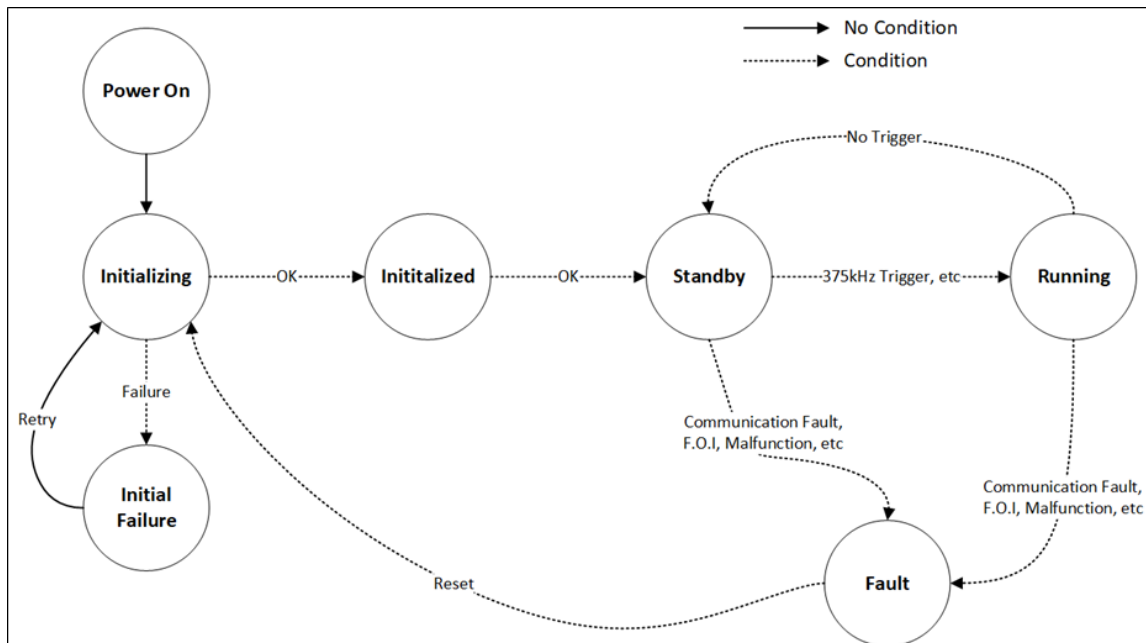 No Condition
Condition
Power On
No Trigger
Initializing
OK
Inititalized
OK
Standby
375kHz Trigger, etc
Running
Failure
Retry
Communication Fault,
F.O.I, Malfunction, etc
Initial
Failure
Communication Fault,
F.O.I, Malfunction, etc
Reset
Fault